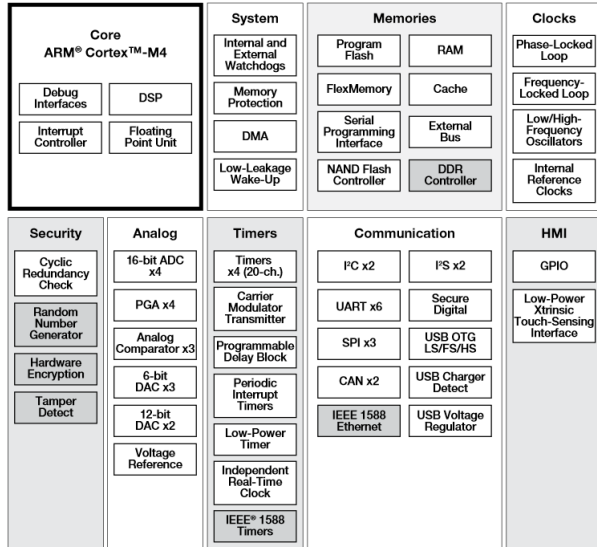 Core
ARM® Cortex™-M4
Debug
Interfaces
DSP
Interrupt
Controller
Floating
Point Unit
System
Internal and
External
Watchdogs
Memory
Protection
DMA
Low-Leakage
Wake-Up
Memories
Program
Flash
RAM
FlexMemory
Cache
Serial
Programming
Interface
External
Bus
NAND Flash
Controller
DDR
Controller
Clocks
Phase-Locked
Loop
Frequency-
Locked Loop
Low/High-
Frequency
Oscillators
Internal
Reference
Clocks
Security
Cyclic
Redundancy
Check
Random
Number
Generator
Hardware
Encryption
Tamper
Detect
Analog
16-bit ADC
x4
PGA x4
Analog
Comparator x3
6-bit
DAC x3
12-bit
DAC x2
Voltage
Reference
Timers
Timers
x4 (20-ch.)
Carrier
Modulator
Transmitter
Programmable
Delay Block
Periodic
Interrupt
Timers
Low-Power
Timer
Independent
Real-Time
Clock
IEEE® 1588
Timers
Communication
I²C x2
I²S x2
UART x6
Secure
Digital
SPI x3
USB OTG
LS/FS/HS
CAN x2
USB Charger
Detect
IEEE 1588
Ethernet
USB Voltage
Regulator
HMI
GPIO
Low-Power
Xtrinsic
Touch-Sensing
Interface